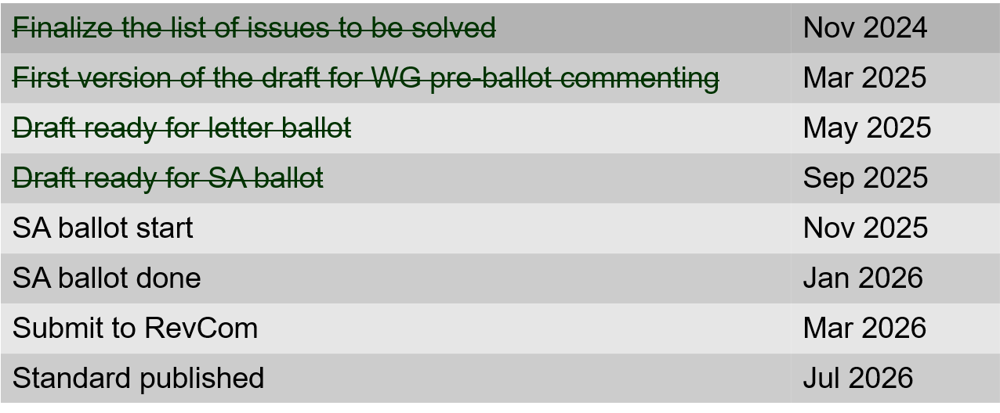 Finalize the list of issues to be solved Nov 2024
First version of the draft for WG pre-ballot commenting Mar 2025
Draft ready for letter ballot May 2025
Draft ready for SA ballot Sep 2025
SA ballot start Nov 2025
SA ballot done Jan 2026
Submit to RevCom Mar 2026
Standard published Jul 2026